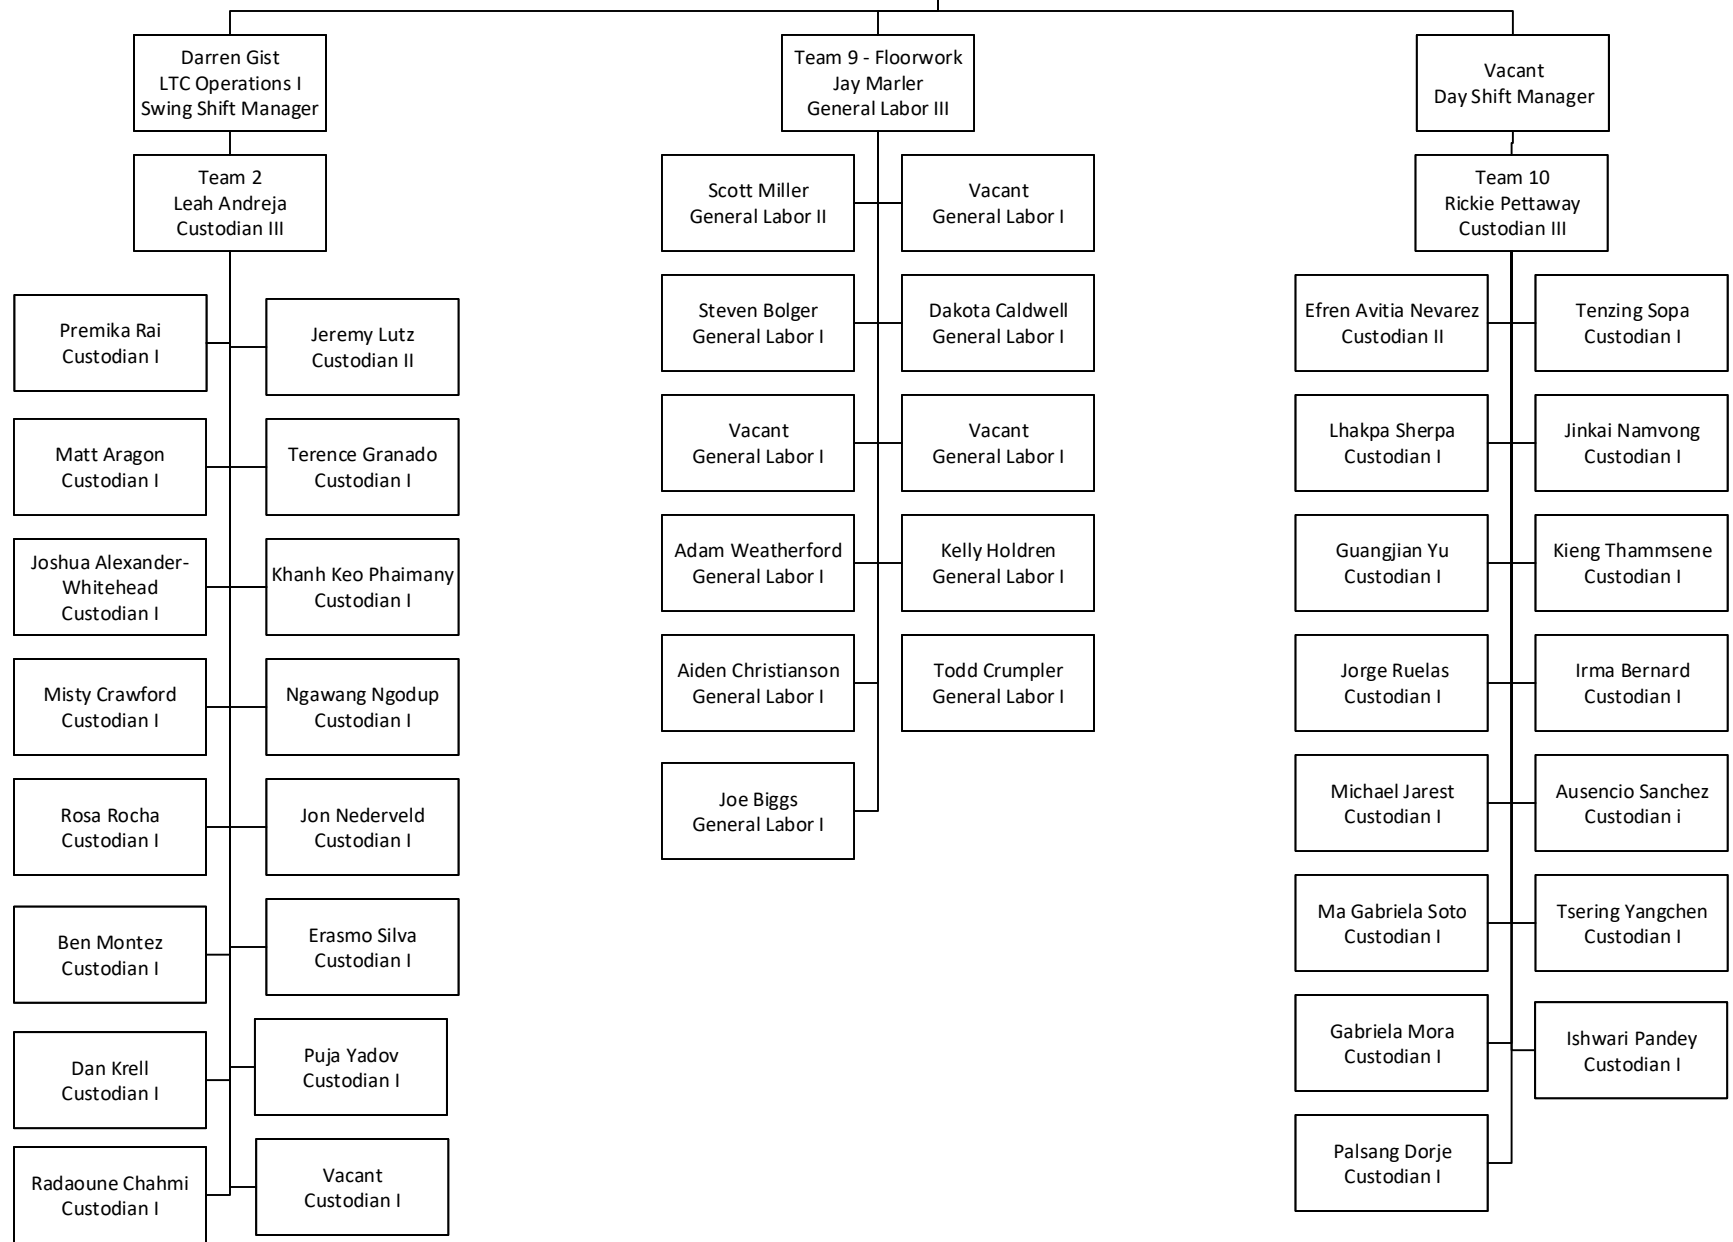 Darren Gist
LTC Operations I
Swing Shift Manager
Team 9 - Floorwork
Jay Marler
General Labor III
Vacant
Day Shift Manager
Team 2
Leah Andreja
Custodian III
Premika Rai
Custodian I
Jeremy Lutz
Custodian II
Matt Aragon
Custodian I
Terence Granado
Custodian I
Joshua Alexander-
Whitehead
Custodian I
Khanh Keo Phaimany
Custodian I
Misty Crawford
Custodian I
Ngawang Ngodup
Custodian I
Rosa Rocha
Custodian I
Jon Nederveld
Custodian I
Ben Montez
Custodian I
Erasmo Silva
Custodian I
Dan Krell
Custodian I
Puja Yadov
Custodian I
Radaoune Chahmi
Custodian I
Vacant
Custodian I
Scott Miller
General Labor II
Vacant
General Labor I
Steven Bolger
General Labor I
Dakota Caldwell
General Labor I
Vacant
General Labor I
Vacant
General Labor I
Adam Weatherford
General Labor I
Kelly Holdren
General Labor I
Aiden Christianson
General Labor I
Todd Crumpler
General Labor I
Joe Biggs
General Labor I
Team 10
Rickie Pettaway
Custodian III
Efren Avitia Nevarez
Custodian II
Tenzing Sopa
Custodian I
Lhakpa Sherpa
Custodian I
Jinkai Namvong
Custodian I
Guangjian Yu
Custodian I
Kieng Thammsene
Custodian I
Jorge Ruelas
Custodian I
Irma Bernard
Custodian I
Michael Jarest
Custodian I
Ausencio Sanchez
Custodian i
Ma Gabriela Soto
Custodian I
Tsering Yangchen
Custodian I
Gabriela Mora
Custodian I
Ishwari Pandey
Custodian I
Palsang Dorje
Custodian I